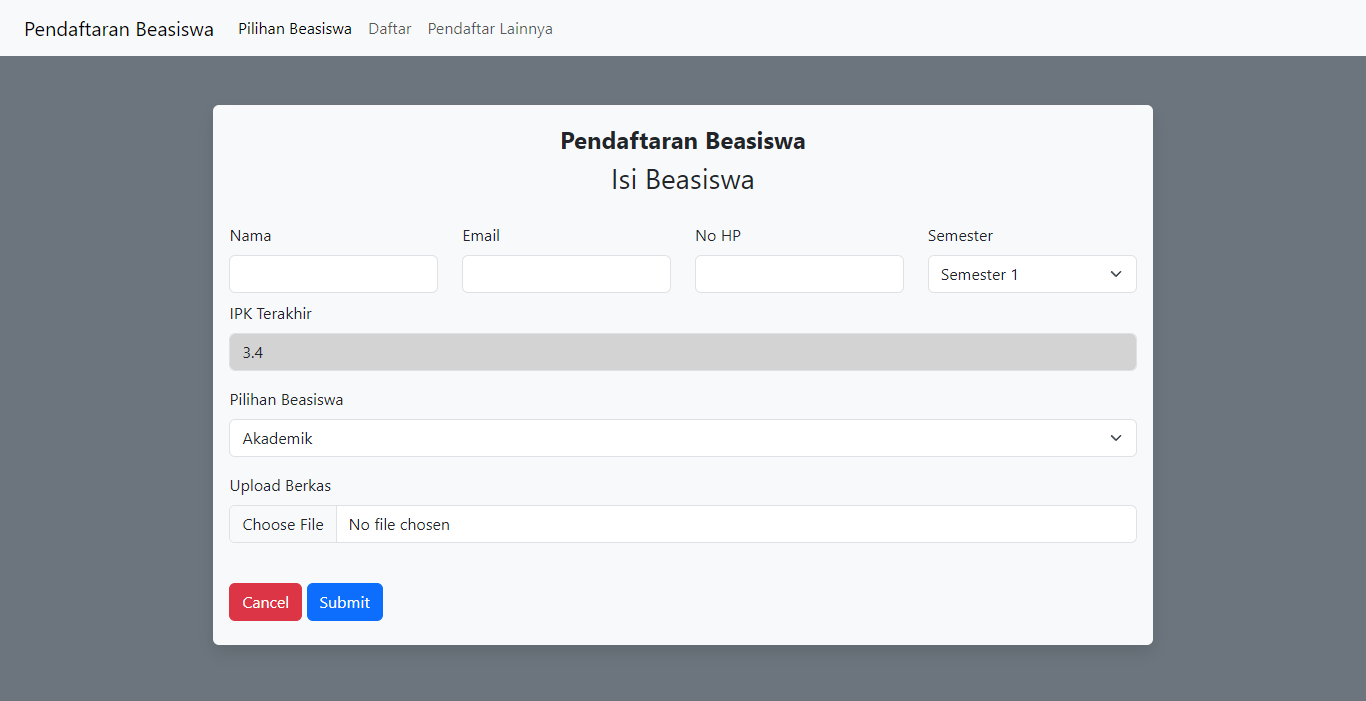 Pendaftaran Beasiswa Pilihan Beasiswa Daftar Pendaftar Lainnya
Pendaftaran Beasiswa
Isi Beasiswa
Nama Email No HP Semester
Semester 1
IPK Terakhir
3.4
Pilihan Beasiswa
Akademik
Upload Berkas
Choose File No file chosen
Cancel Submit